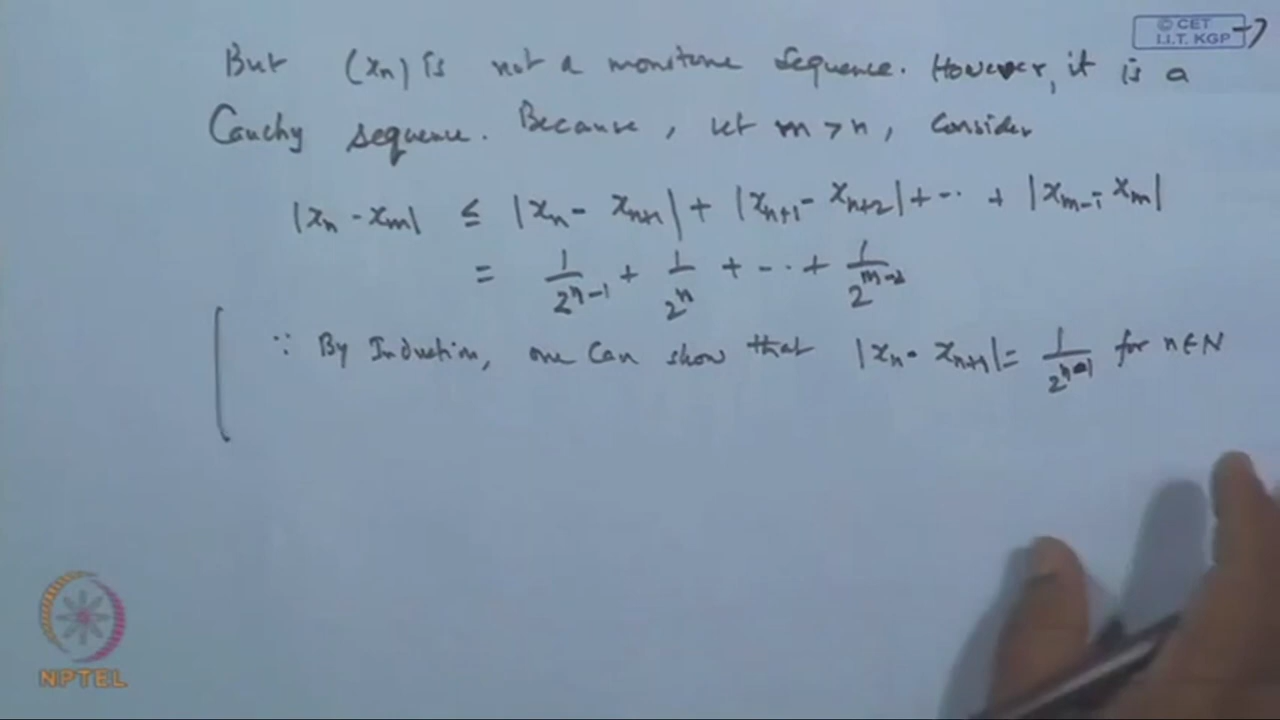 © CET
I.I.T. KGP
But (xn) is not a monotone sequence. However, it is a
Cauchy sequence. Because, let m > n, Consider
|xn - xm| ≤ |xn - xn+1| + |xn+1 - xn+2| + ... + |xm-1 - xm|
= 1/2^(n-1) + 1/2^n + ... + 1/2^(m-2)
∵ By Induction, one can show that |xn - xn+1| = 1/2^(n-1) for n ∈ N
NPTEL